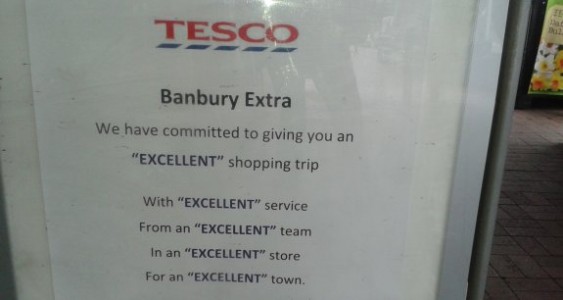 TESCO
Banbury Extra
We have committed to giving you an
“EXCELLENT” shopping trip
With “EXCELLENT” service
From an “EXCELLENT” team
In an “EXCELLENT” store
For an “EXCELLENT” town.